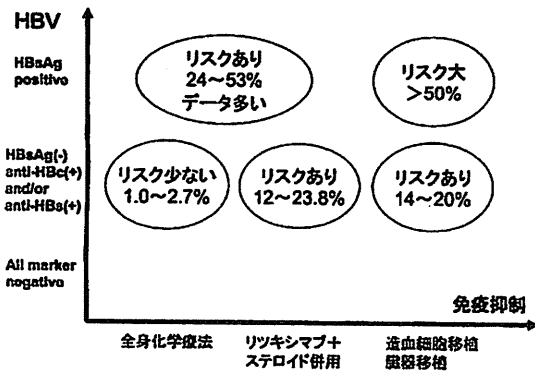 HBV
HBsAg
positive
リスクあり
24～53%
データ多い
リスク大
＞50%
HBsAg(-)
anti-HBc(+)
and/or
anti-HBs(+)
リスク少ない
1.0～2.7%
リスクあり
12～23.8%
リスクあり
14～20%
All marker
negative
免疫抑制
全身化学療法
リツキシマブ＋
ステロイド併用
造血細胞移植
臓器移植